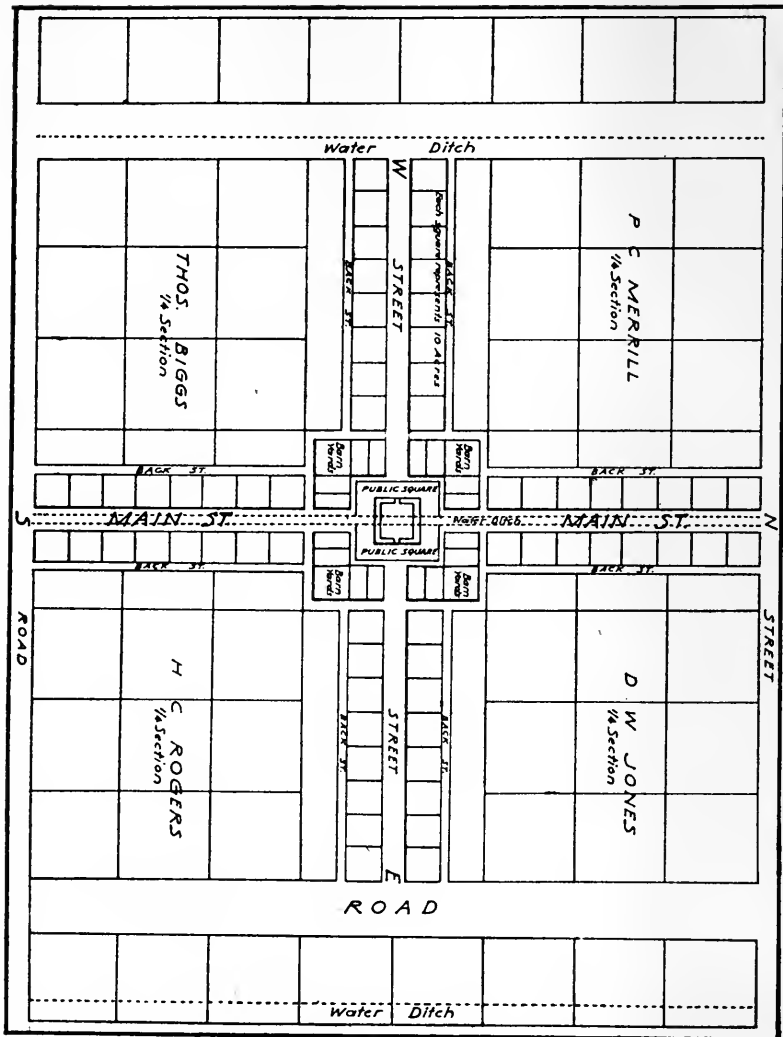 Water Ditch
W
STREET
BACK ST.
BACK ST.
Each square represents 10 Acres
THOS. BIGGS
1/4 Section
P C MERRILL
1/4 Section
Barn Yards
Barn Yards
BACK ST.
BACK ST.
PUBLIC SQUARE
S
MAIN ST.
Water ditch
MAIN ST.
N
PUBLIC SQUARE
BACK ST.
BACK ST.
Barn Yards
Barn Yards
ROAD
STREET
H C ROGERS
1/4 Section
D W JONES
1/4 Section
BACK ST.
STREET
BACK ST.
E
ROAD
Water Ditch